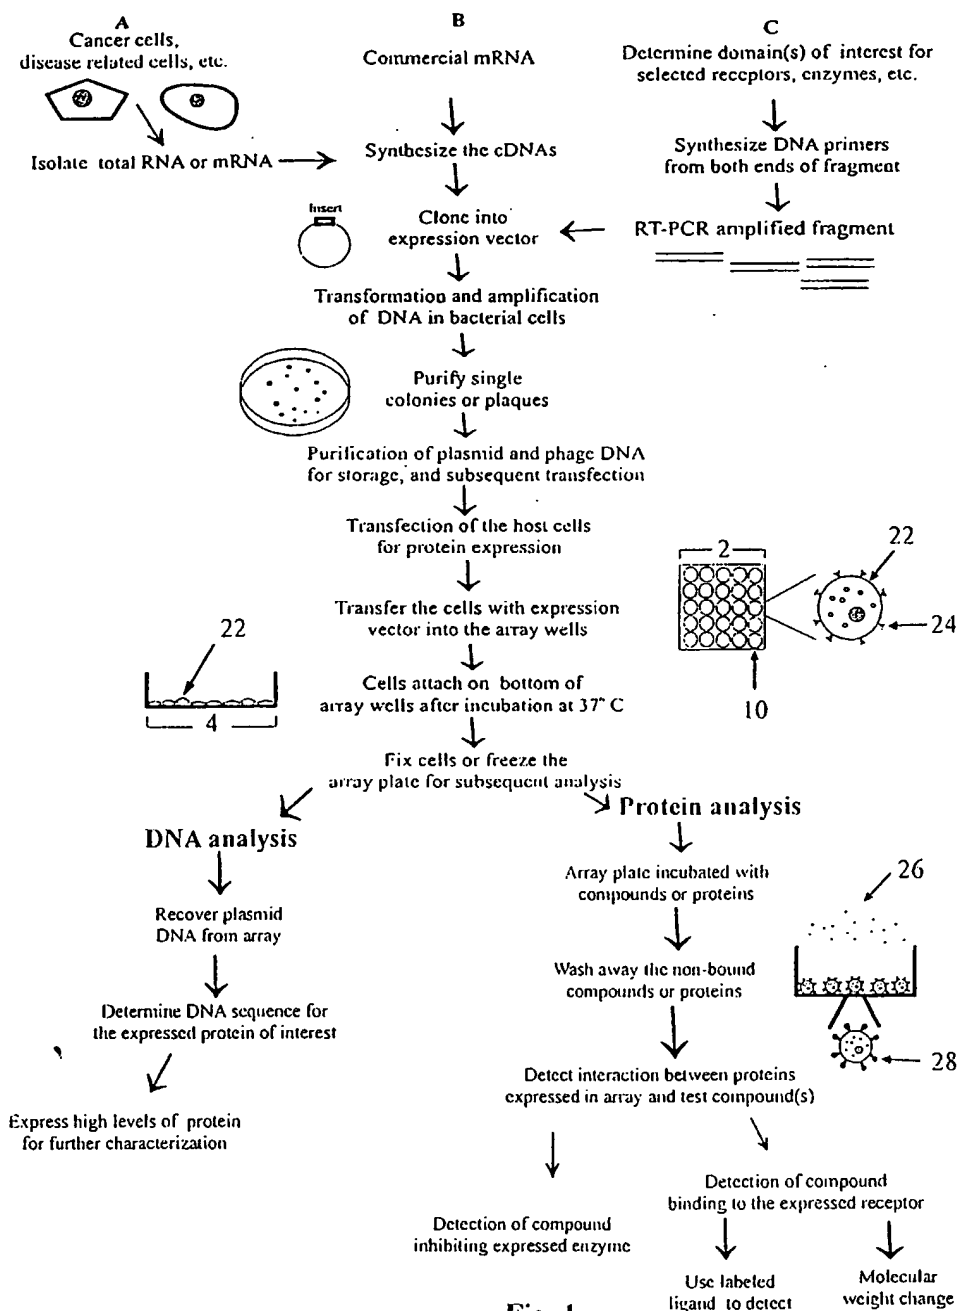 A
Cancer cells,
disease related cells, etc.
Isolate total RNA or mRNA
B
Commercial mRNA
Synthesize the cDNAs
Insert
Clone into
expression vector
C
Determine domain(s) of interest for
selected receptors, enzymes, etc.
Synthesize DNA primers
from both ends of fragment
RT-PCR amplified fragment
Transformation and amplification
of DNA in bacterial cells
Purify single
colonies or plaques
Purification of plasmid and phage DNA
for storage, and subsequent transfection
Transfection of the host cells
for protein expression
Transfer the cells with expression
vector into the array wells
2
22
24
10
22
4
Cells attach on bottom of
array wells after incubation at 37° C
Fix cells or freeze the
array plate for subsequent analysis
DNA analysis
Recover plasmid
DNA from array
Determine DNA sequence for
the expressed protein of interest
Express high levels of protein
for further characterization
Protein analysis
Array plate incubated with
compounds or proteins
26
Wash away the non-bound
compounds or proteins
28
Detect interaction between proteins
expressed in array and test compound(s)
Detection of compound
inhibiting expressed enzyme
Detection of compound
binding to the expressed receptor
Use labeled
ligand to detect
Molecular
weight change